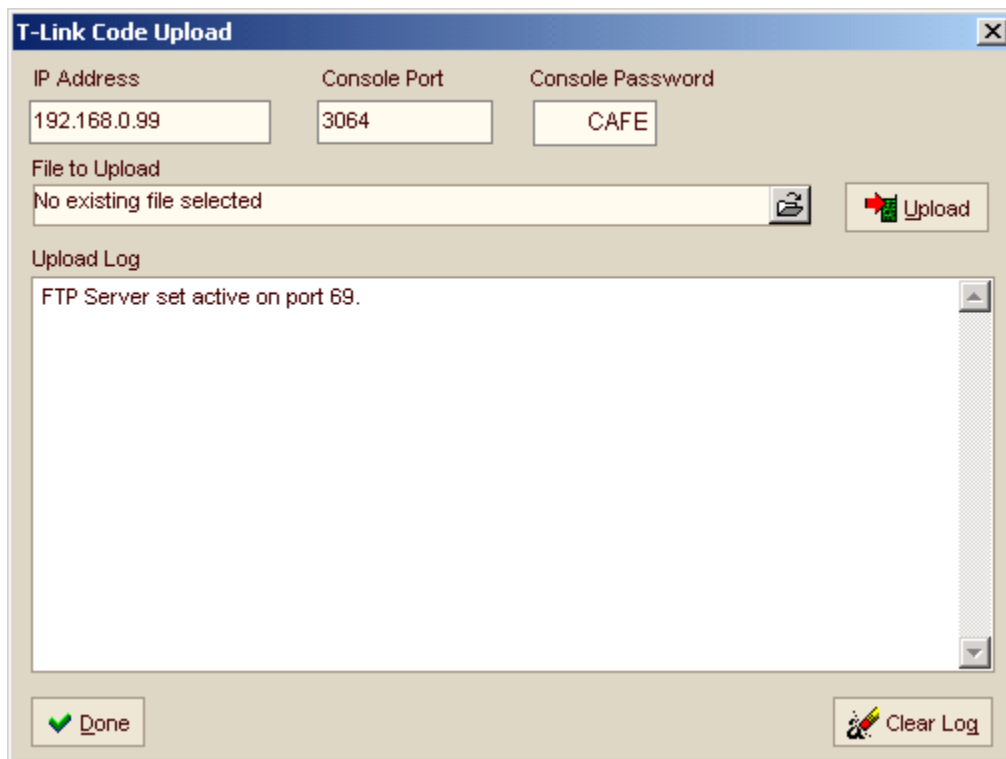 T-Link Code Upload
IP Address Console Port Console Password
192.168.0.99 3064 CAFE
File to Upload
No existing file selected
Upload
Upload Log
FTP Server set active on port 69.
Done Clear Log